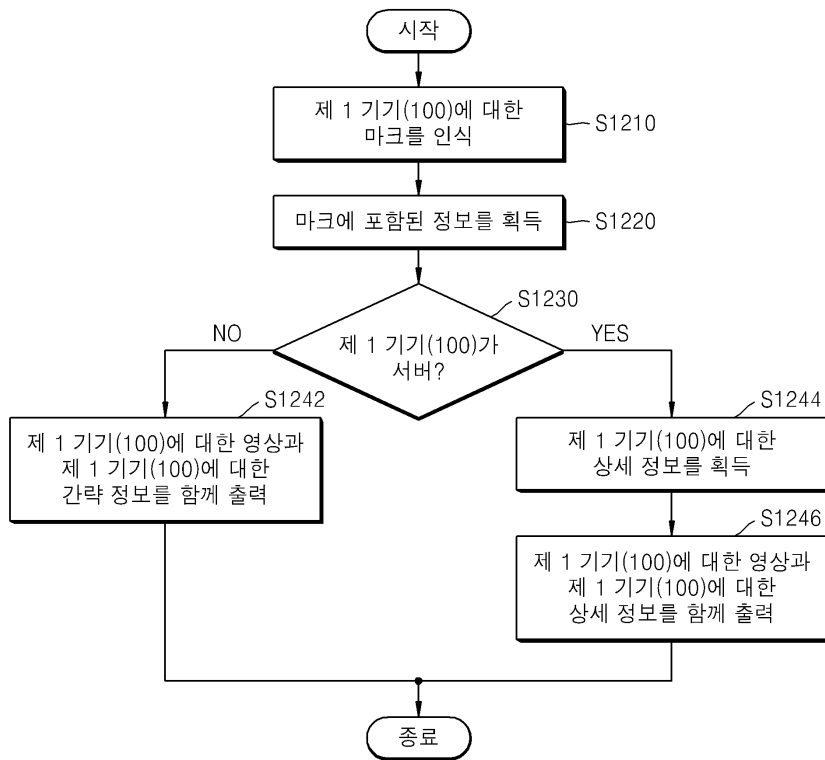 시작
제 1 기기(100)에 대한
마크를 인식
S1210
마크에 포함된 정보를 획득
S1220
S1230
제 1 기기(100)가
서버?
NO
YES
S1242
제 1 기기(100)에 대한 영상과
제 1 기기(100)에 대한
간략 정보를 함께 출력
S1244
제 1 기기(100)에 대한
상세 정보를 획득
S1246
제 1 기기(100)에 대한 영상과
제 1 기기(100)에 대한
상세 정보를 함께 출력
종료